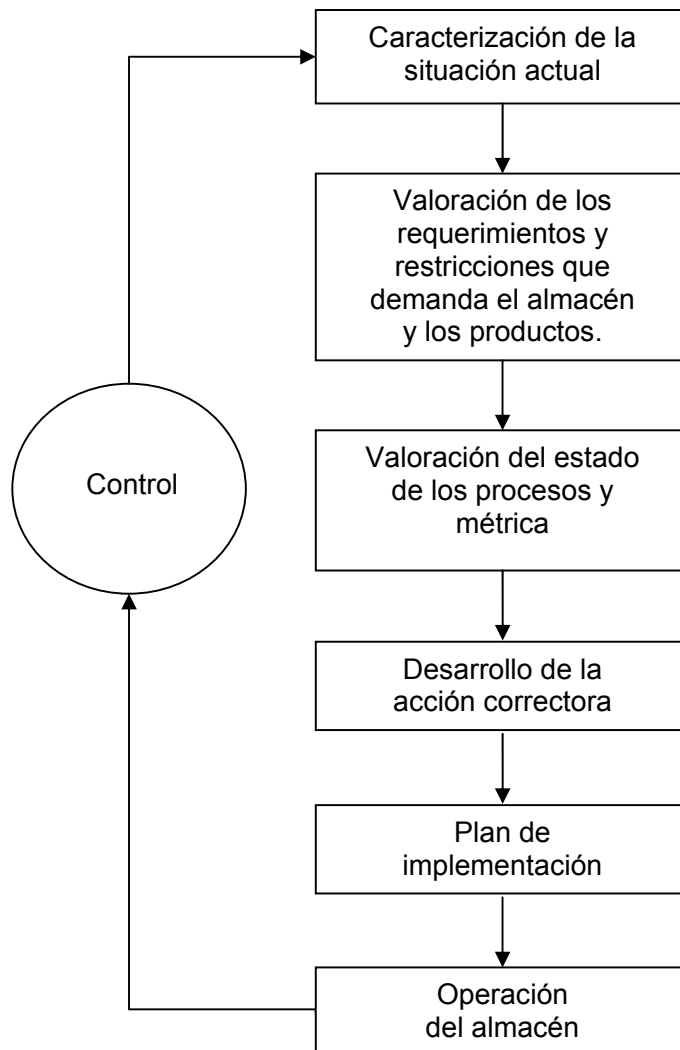 Caracterización de la
situación actual
Valoración de los
requerimientos y
restricciones que
demanda el almacén
y los productos.
Valoración del estado
de los procesos y
métrica
Control
Desarrollo de la
acción correctora
Plan de
implementación
Operación
del almacén